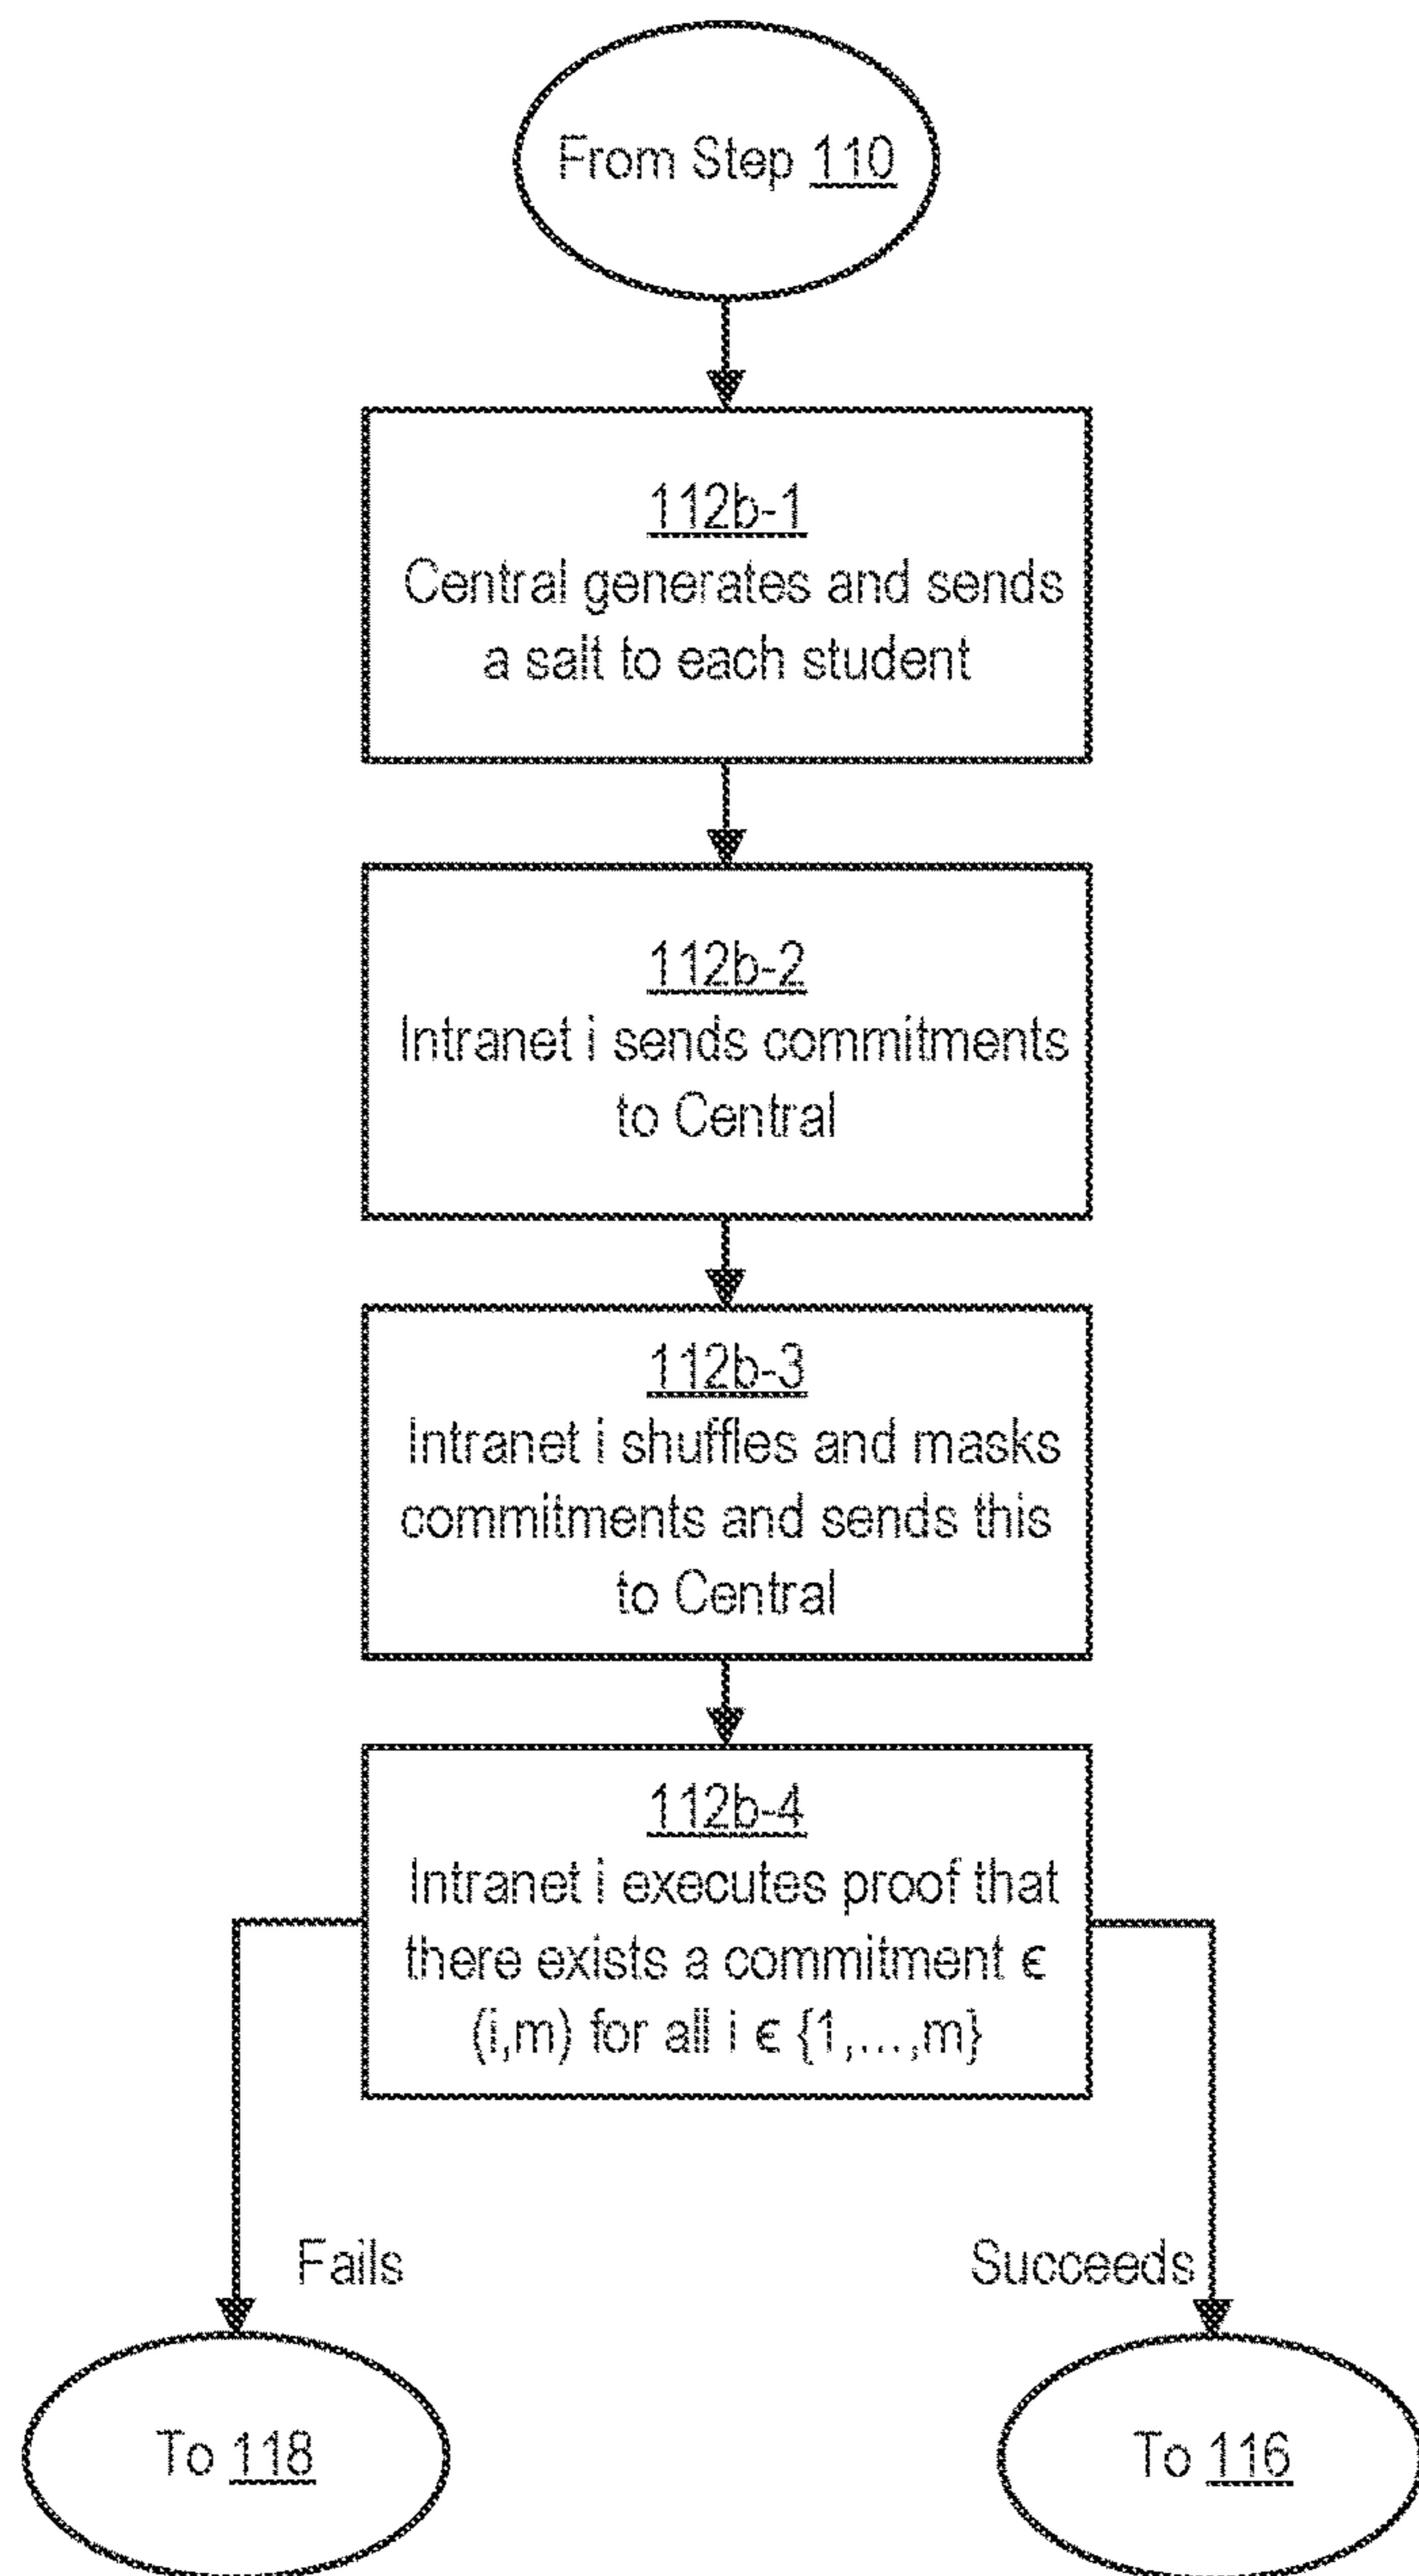 From Step 110
112b-1
Central generates and sends
a salt to each student
112b-2
Intranet i sends commitments
to Central
112b-3
Intranet i shuffles and masks
commitments and sends this
to Central
112b-4
Intranet i executes proof that
there exists a commitment ϵ
(i,m) for all i ϵ {1,...,m}
Fails
Succeeds
To 118
To 116